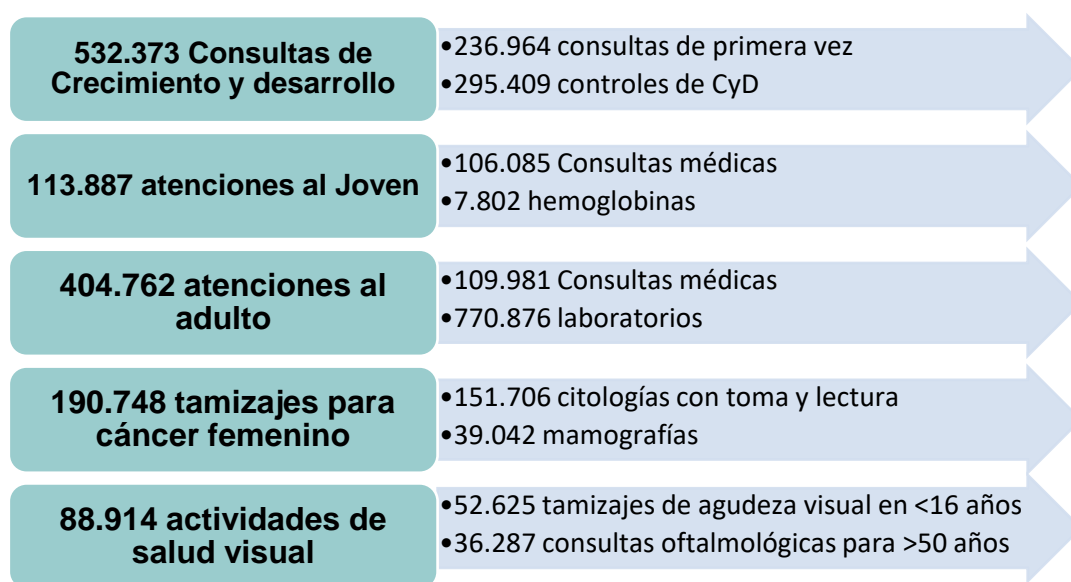 532.373 Consultas de
Crecimiento y desarrollo
•236.964 consultas de primera vez
•295.409 controles de CyD
113.887 atenciones al Joven
•106.085 Consultas médicas
•7.802 hemoglobinas
404.762 atenciones al
adulto
•109.981 Consultas médicas
•770.876 laboratorios
190.748 tamizajes para
cáncer femenino
•151.706 citologías con toma y lectura
•39.042 mamografías
88.914 actividades de
salud visual
•52.625 tamizajes de agudeza visual en <16 años
•36.287 consultas oftalmológicas para >50 años